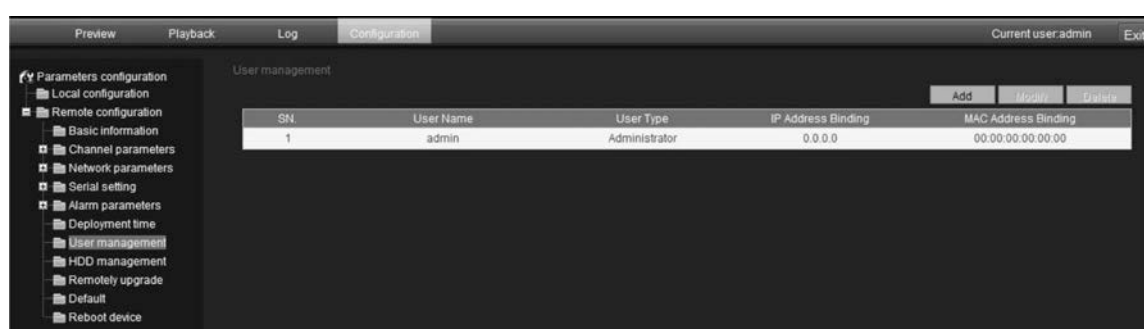 Preview Playback Log Configuration Current user:admin Exit
Parameters configuration
Local configuration
Remote configuration
Basic information
Channel parameters
Network parameters
Serial setting
Alarm parameters
Deployment time
User management
HDD management
Remotely upgrade
Default
Reboot device
User management
Add Modify Delete
SN. User Name User Type IP Address Binding MAC Address Binding
1 admin Administrator 0.0.0.0 00:00:00:00:00:00